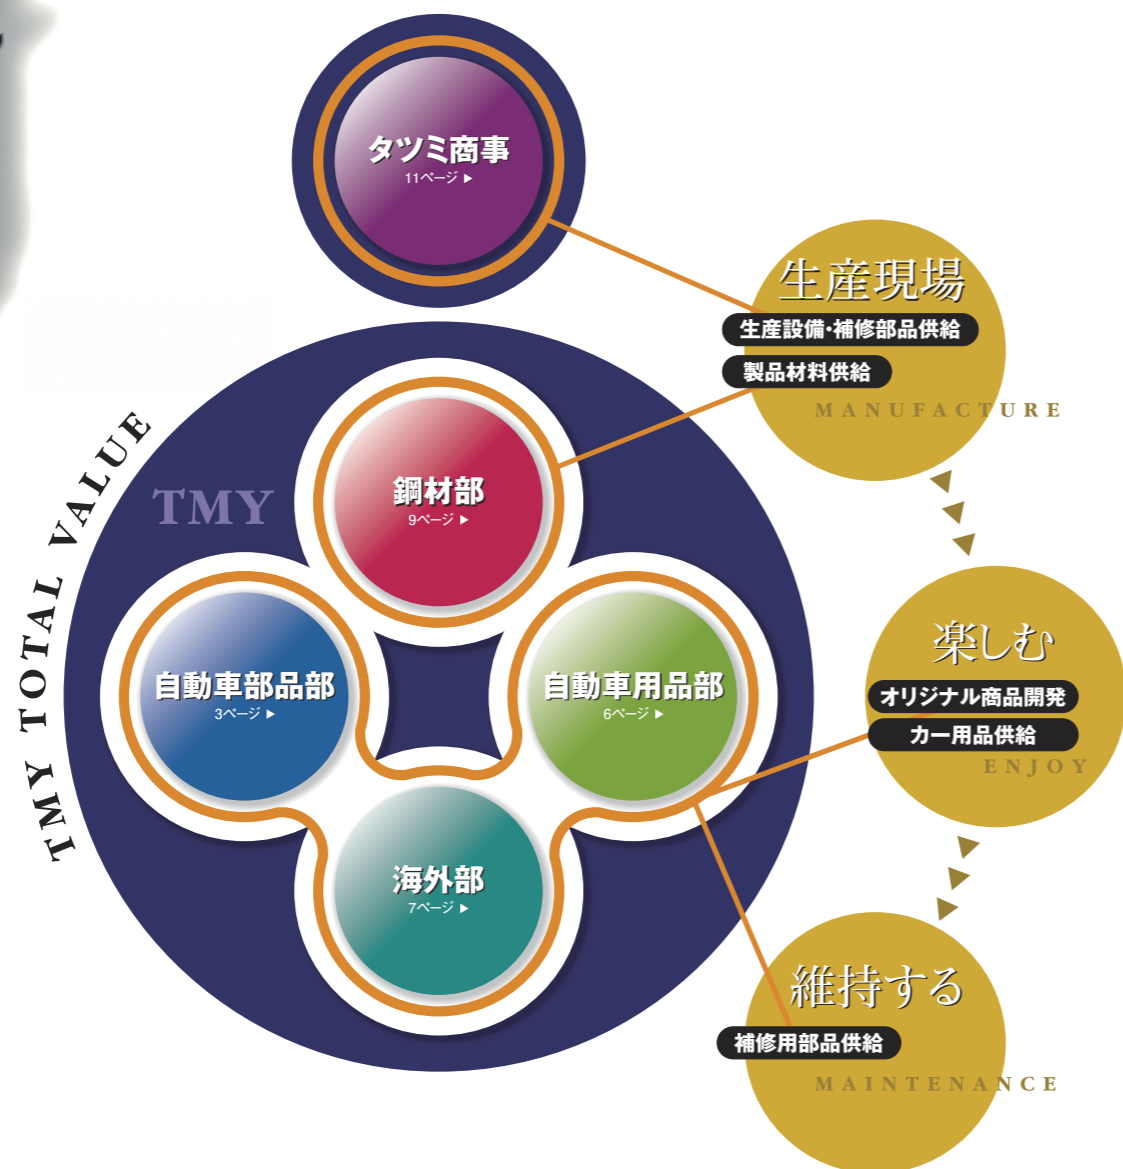 タツミ商事
11ページ ▶
生産現場
生産設備・補修部品供給
製品材料供給
MANUFACTURE
TMY TOTAL VALUE
TMY
鋼材部
9ページ ▶
自動車部品部
3ページ ▶
自動車用品部
6ページ ▶
楽しむ
オリジナル商品開発
カー用品供給
ENJOY
海外部
7ページ ▶
維持する
補修用部品供給
MAINTENANCE